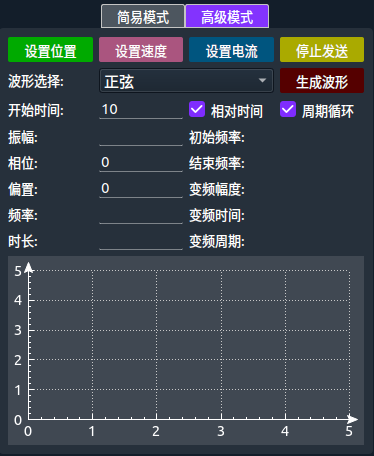 简易模式 高级模式
设置位置 设置速度 设置电流 停止发送
波形选择: 正弦 生成波形
开始时间: 10 相对时间 周期循环
振幅: 初始频率:
相位: 0 结束频率:
偏置: 0 变频幅度:
频率: 变频时间:
时长: 变频周期:
5
4
3
2
1
0
0 1 2 3 4 5